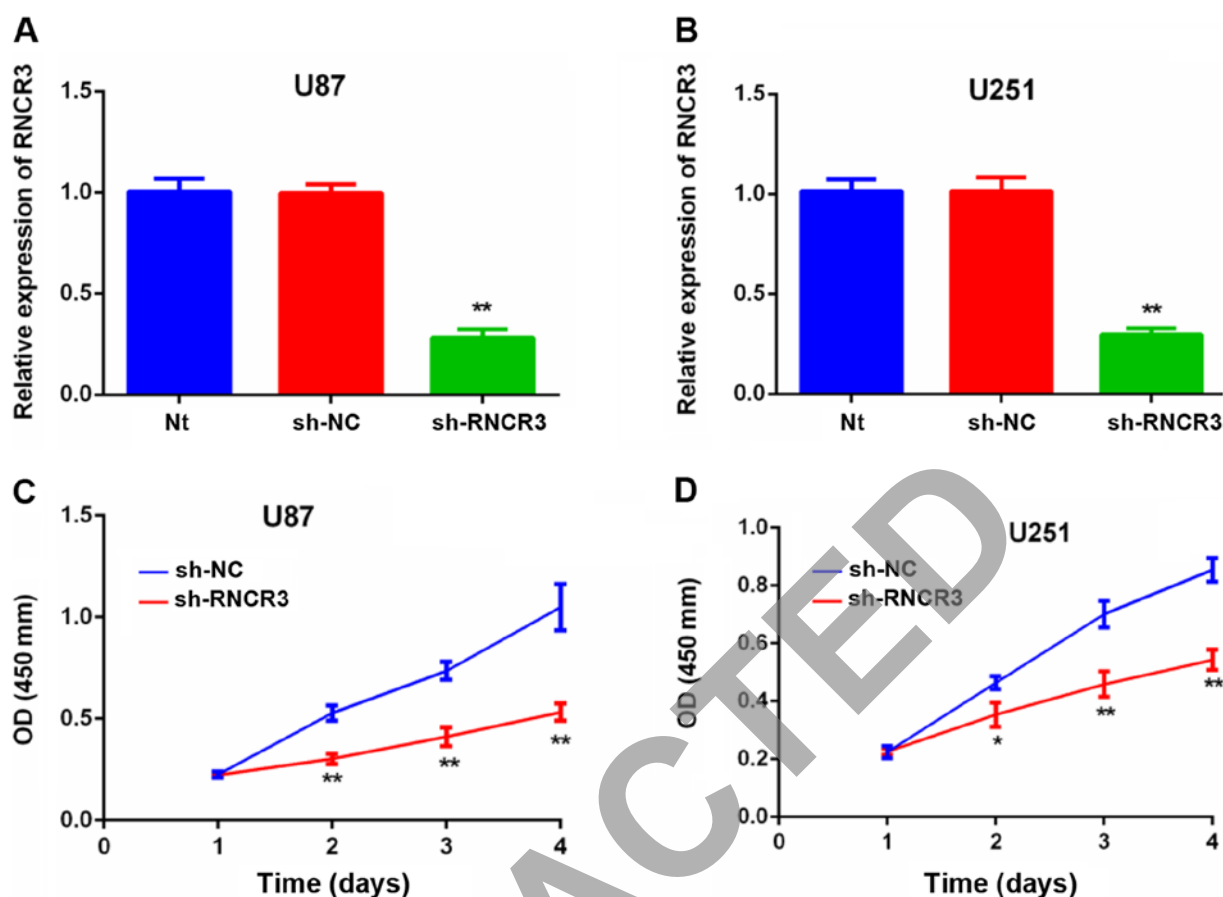 A
U87
Relative expression of RNCR3
1.5
1.0
0.5
0.0
**
Nt sh-NC sh-RNCR3
B
U251
Relative expression of RNCR3
1.5
1.0
0.5
0.0
**
Nt sh-NC sh-RNCR3
C
U87
OD (450 mm)
1.5
1.0
0.5
0.0
sh-NC
sh-RNCR3
** ** **
0 1 2 3 4
Time (days)
D
U251
OD (450 mm)
1.0
0.8
0.6
0.4
0.2
0.0
sh-NC
sh-RNCR3
* ** **
0 1 2 3 4
Time (days)
ACTED